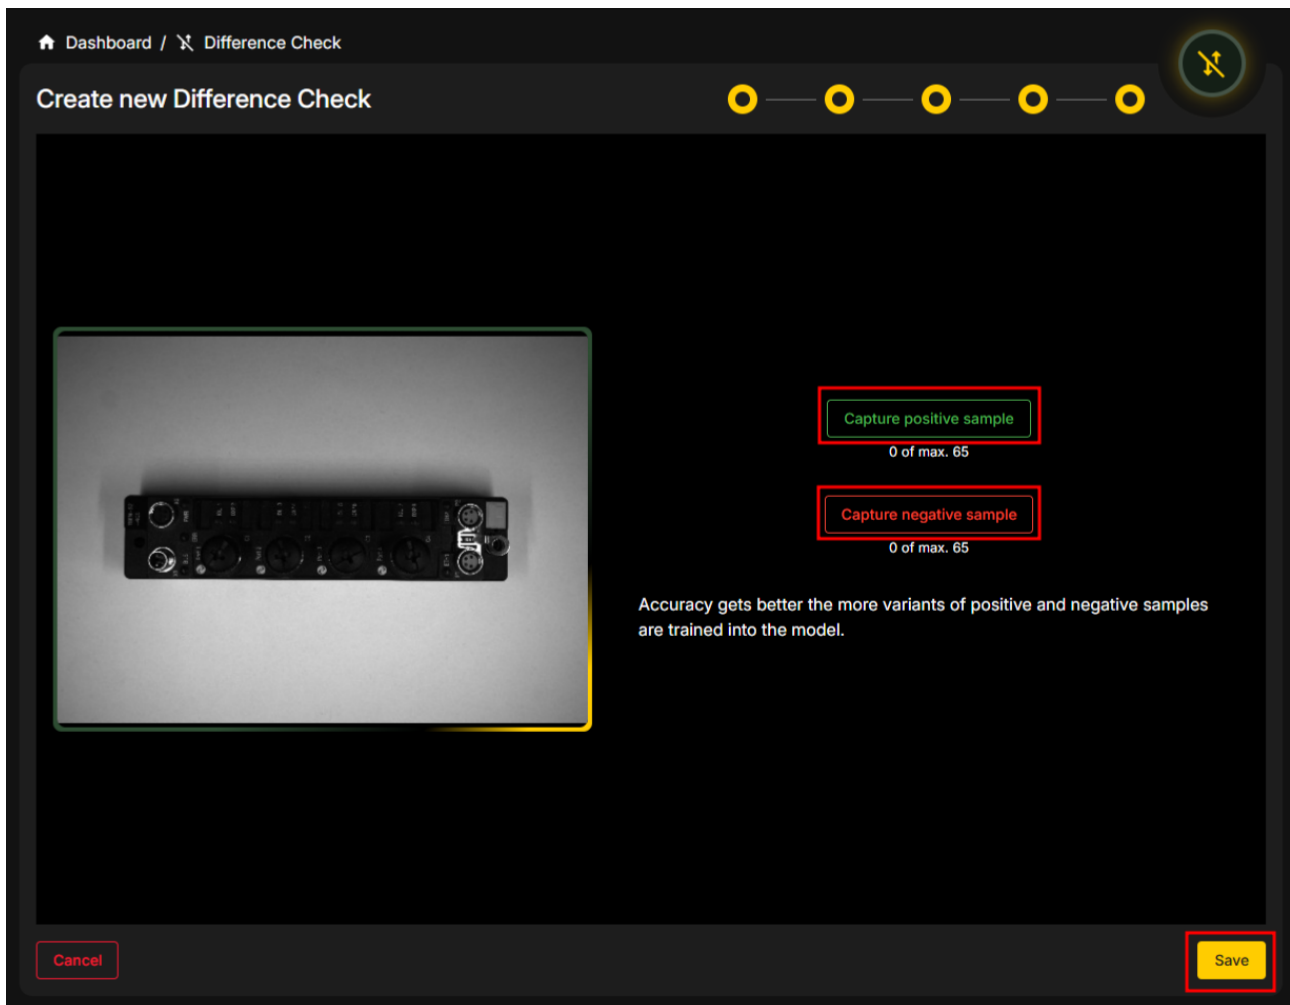 Dashboard / Difference Check
Create new Difference Check
Capture positive sample
0 of max. 65
Capture negative sample
0 of max. 65
Accuracy gets better the more variants of positive and negative samples
are trained into the model.
Cancel
Save